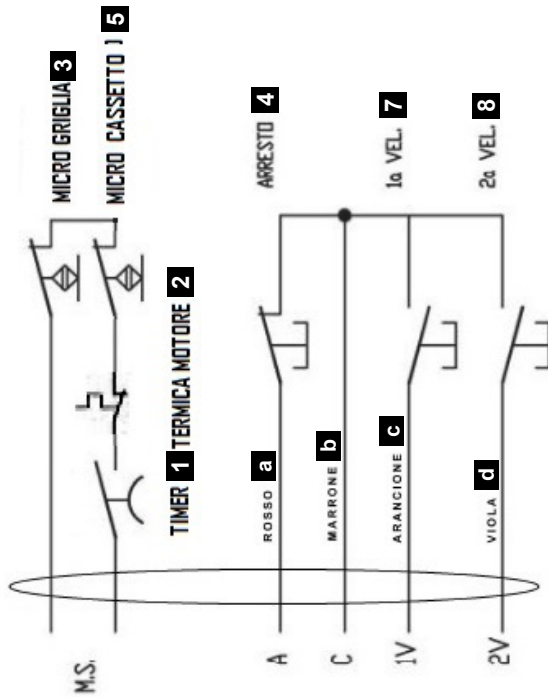 MICRO GRIGLIA 3
MICRO CASSETTO ) 5
TIMER 1 TERMICA MOTORE 2
M.S.
ARRESTO 4
ROSSO a
A
MARRONE b
C
1a VEL. 7
ARANCIONE c
1V
2a VEL. 8
VIOLA d
2V